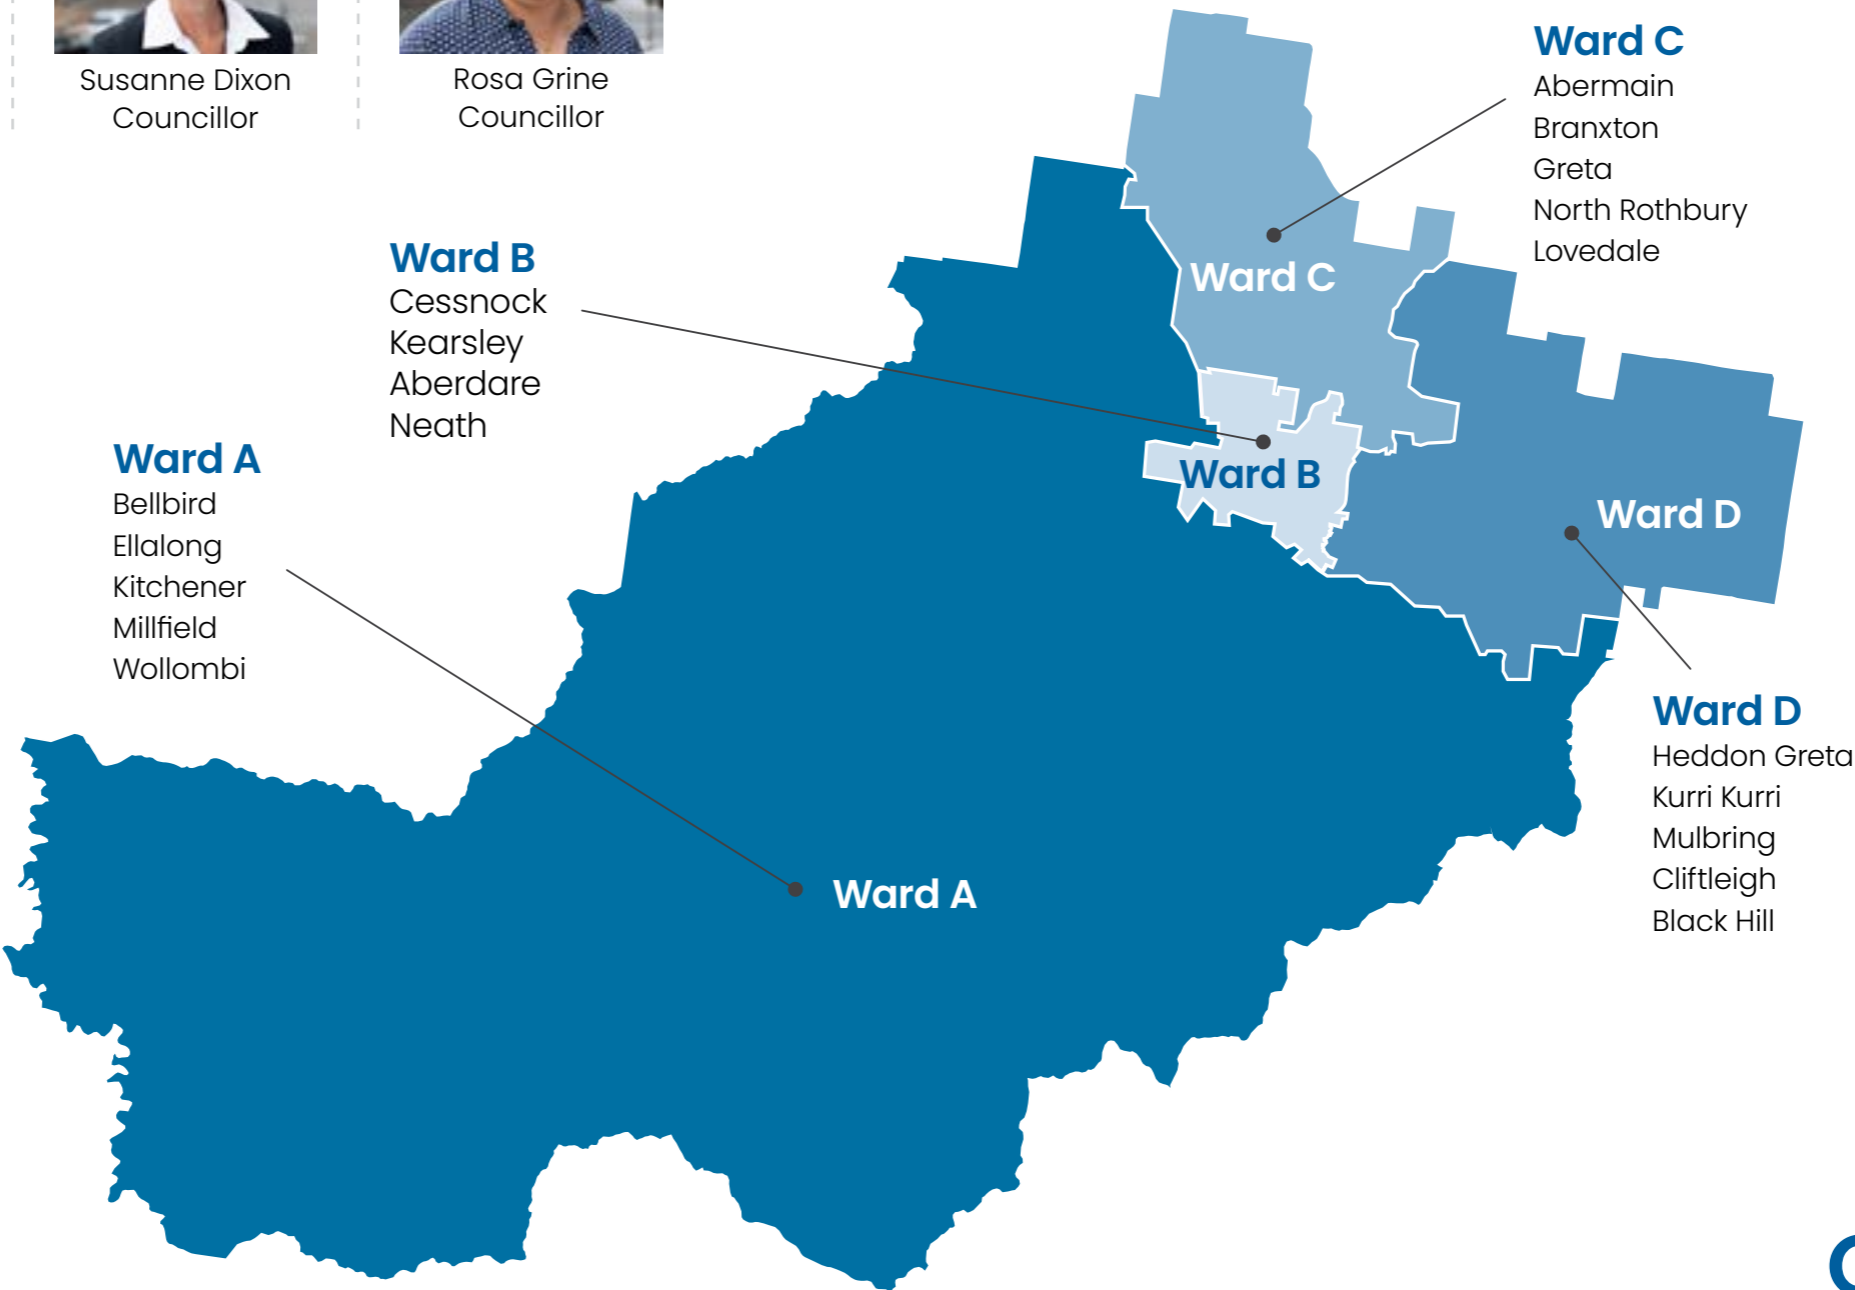 Susanne Dixon
Councillor
Rosa Grine
Councillor
Ward C
Abermain
Branxton
Greta
North Rothbury
Lovedale
Ward B
Cessnock
Kearsley
Aberdare
Neath
Ward A
Bellbird
Ellalong
Kitchener
Millfield
Wollombi
Ward C
Ward B
Ward D
Ward A
Ward D
Heddon Greta
Kurri Kurri
Mulbring
Cliftleigh
Black Hill